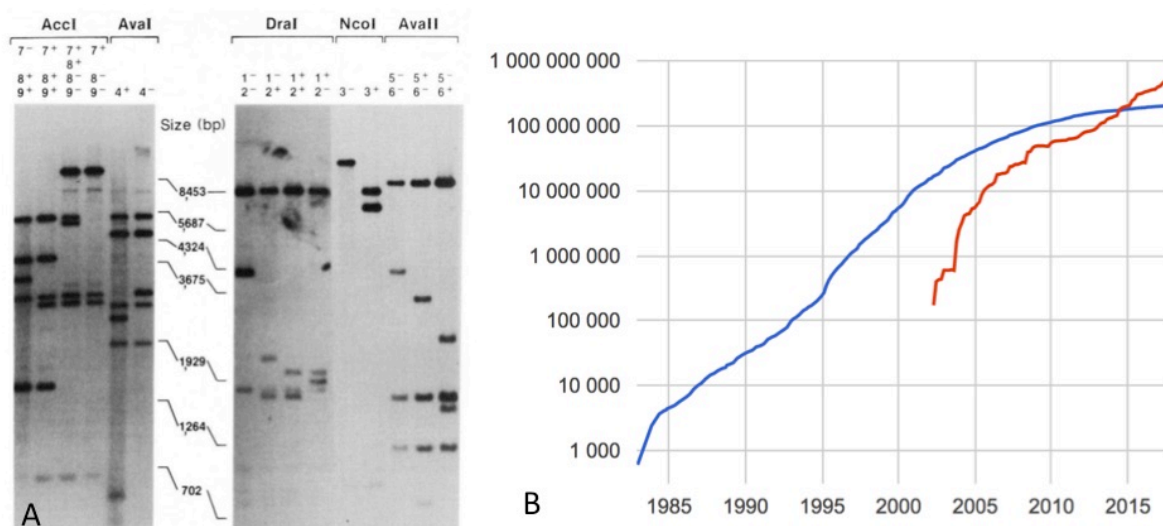 AccI AvaI DraI NcoI AvaII
7⁻ 7⁺ 7⁺ 7⁺
8⁺
8⁺ 8⁺ 8⁻ 8⁻ 1⁻ 1⁻ 1⁺ 1⁺ 5⁻ 5⁺ 5⁻
9⁺ 9⁺ 9⁻ 9⁻ 4⁺ 4⁻ 2⁻ 2⁺ 2⁺ 2⁻ 3⁻ 3⁺ 6⁻ 6⁻ 6⁺
Size (bp)
8453
5687
4324
3675
1929
1264
702
A
1 000 000 000
100 000 000
10 000 000
1 000 000
100 000
10 000
1 000
1985 1990 1995 2000 2005 2010 2015
B